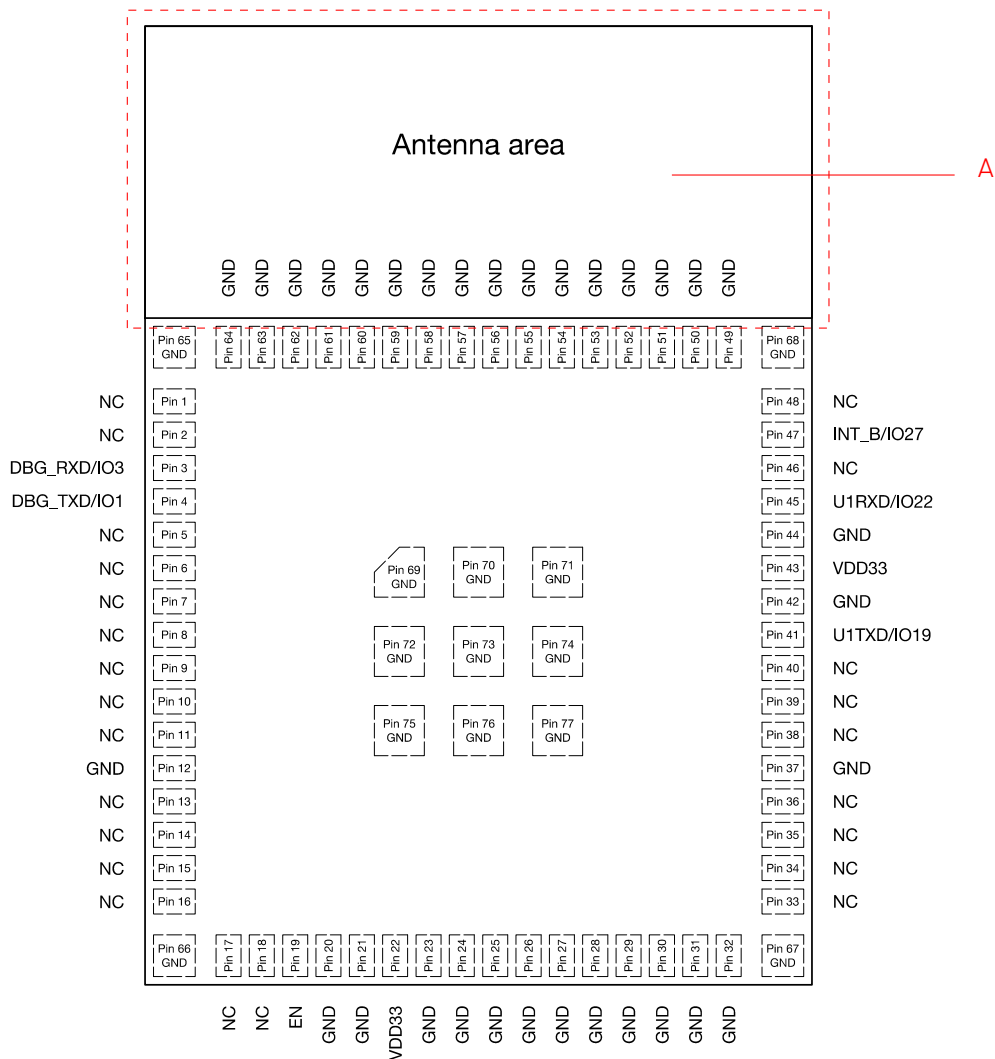 Antenna area
A
GND GND GND GND GND GND GND GND GND GND GND GND GND GND GND GND
Pin 65
GND
Pin 64 Pin 63 Pin 62 Pin 61 Pin 60 Pin 59 Pin 58 Pin 57 Pin 56 Pin 55 Pin 54 Pin 53 Pin 52 Pin 51 Pin 50 Pin 49
Pin 68
GND
NC Pin 1 Pin 48 NC
NC Pin 2 Pin 47 INT_B/IO27
DBG_RXD/IO3 Pin 3 Pin 46 NC
DBG_TXD/IO1 Pin 4 Pin 45 U1RXD/IO22
NC Pin 5 Pin 44 GND
NC Pin 6 Pin 43 VDD33
NC Pin 7 Pin 42 GND
NC Pin 8 Pin 41 U1TXD/IO19
NC Pin 9 Pin 40 NC
NC Pin 10 Pin 39 NC
NC Pin 11 Pin 38 NC
GND Pin 12 Pin 37 GND
NC Pin 13 Pin 36 NC
NC Pin 14 Pin 35 NC
NC Pin 15 Pin 34 NC
NC Pin 16 Pin 33 NC
Pin 69 Pin 70 Pin 71
GND GND GND
Pin 72 Pin 73 Pin 74
GND GND GND
Pin 75 Pin 76 Pin 77
GND GND GND
Pin 66
GND
Pin 17 Pin 18 Pin 19 Pin 20 Pin 21 Pin 22 Pin 23 Pin 24 Pin 25 Pin 26 Pin 27 Pin 28 Pin 29 Pin 30 Pin 31 Pin 32
Pin 67
GND
NC NC EN GND GND VDD33 GND GND GND GND GND GND GND GND GND GND